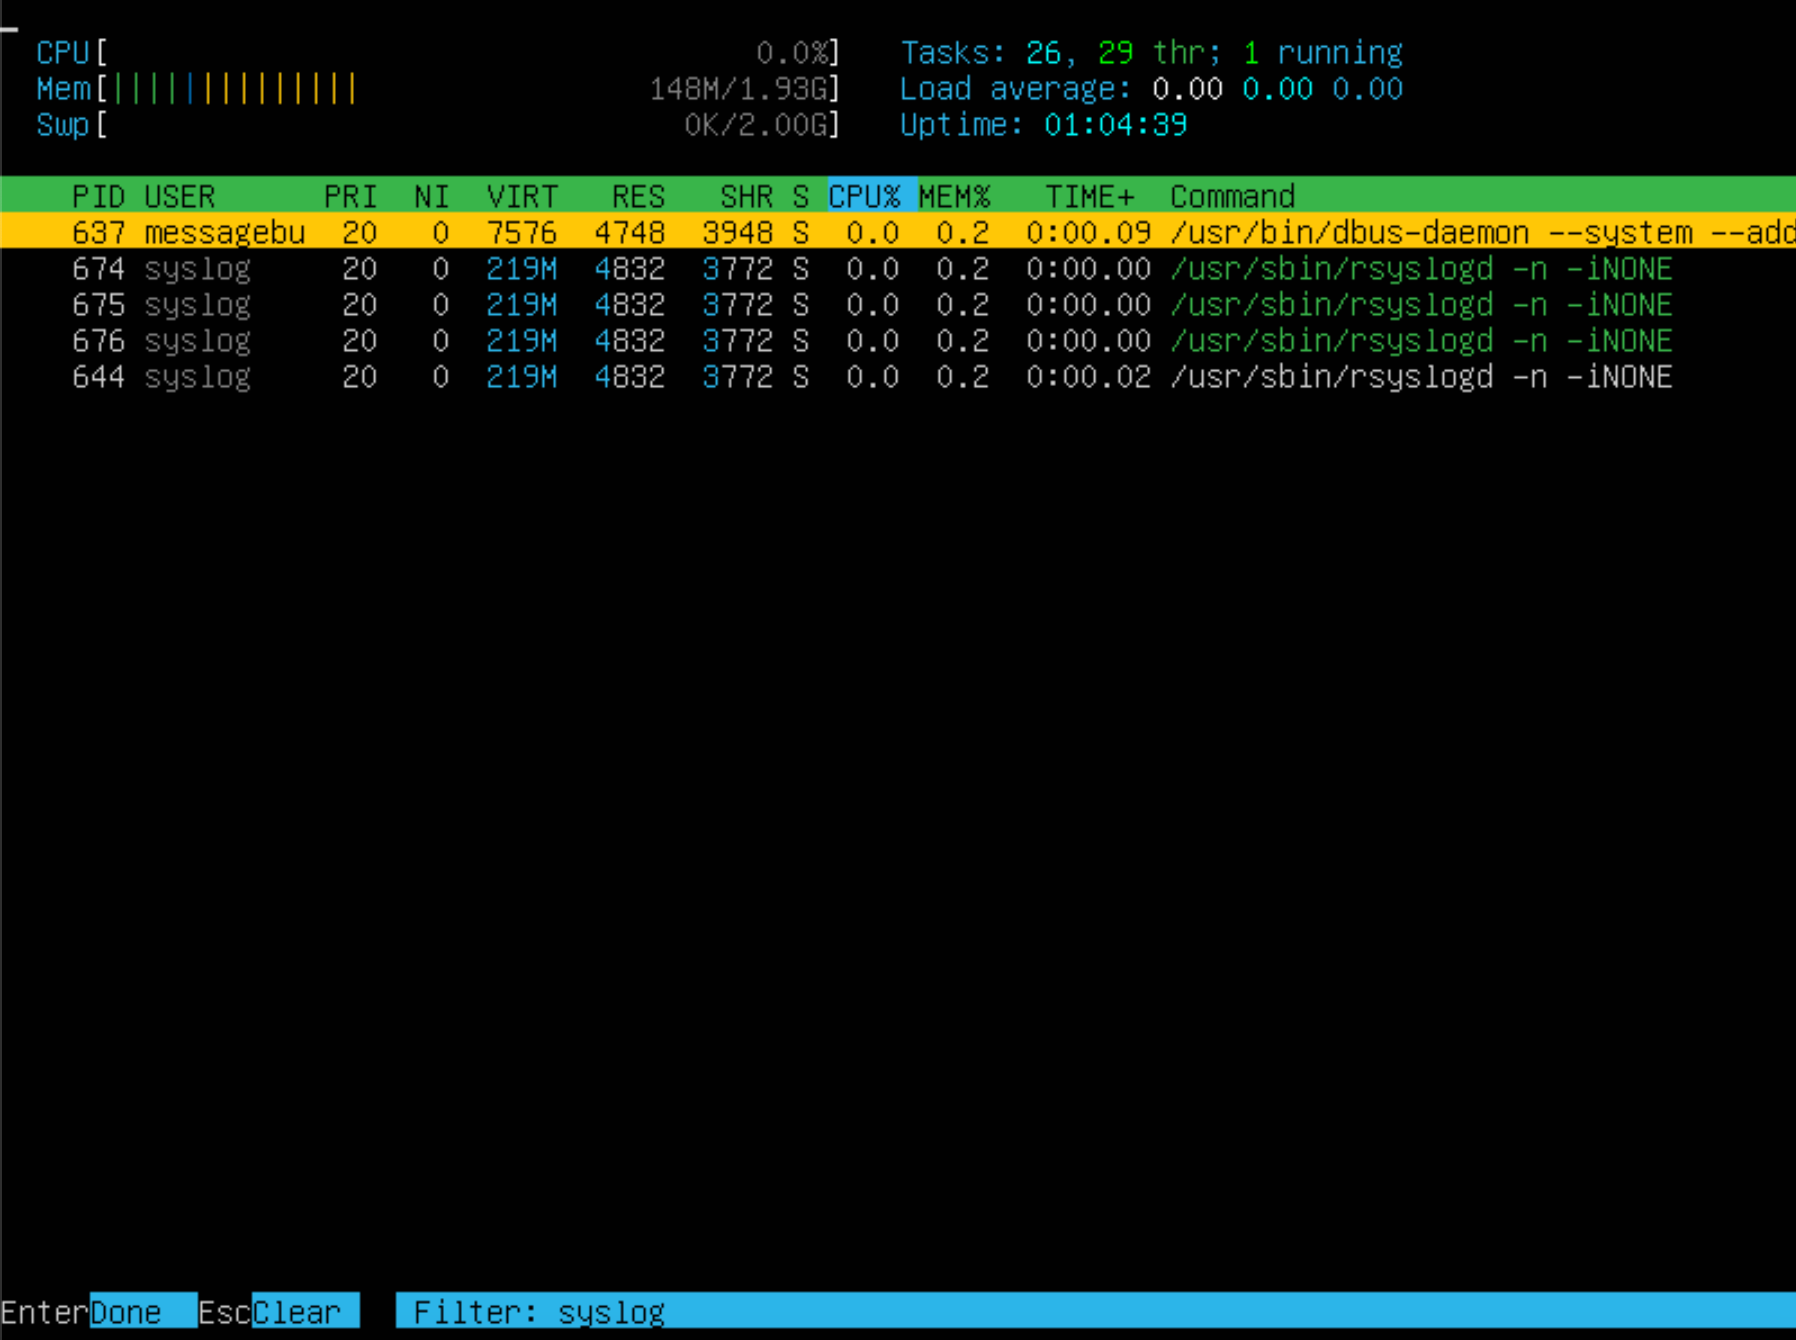 CPU[ 0.0%] Tasks: 26, 29 thr; 1 running
Mem[|||||||||||||| 148M/1.93G] Load average: 0.00 0.00 0.00
Swp[ 0K/2.00G] Uptime: 01:04:39
PID USER PRI NI VIRT RES SHR S CPU% MEM% TIME+ Command
637 messagebu 20 0 7576 4748 3948 S 0.0 0.2 0:00.09 /usr/bin/dbus-daemon --system --add
674 syslog 20 0 219M 4832 3772 S 0.0 0.2 0:00.00 /usr/sbin/rsyslogd -n -iNONE
675 syslog 20 0 219M 4832 3772 S 0.0 0.2 0:00.00 /usr/sbin/rsyslogd -n -iNONE
676 syslog 20 0 219M 4832 3772 S 0.0 0.2 0:00.00 /usr/sbin/rsyslogd -n -iNONE
644 syslog 20 0 219M 4832 3772 S 0.0 0.2 0:00.02 /usr/sbin/rsyslogd -n -iNONE
EnterDone EscClear Filter: syslog